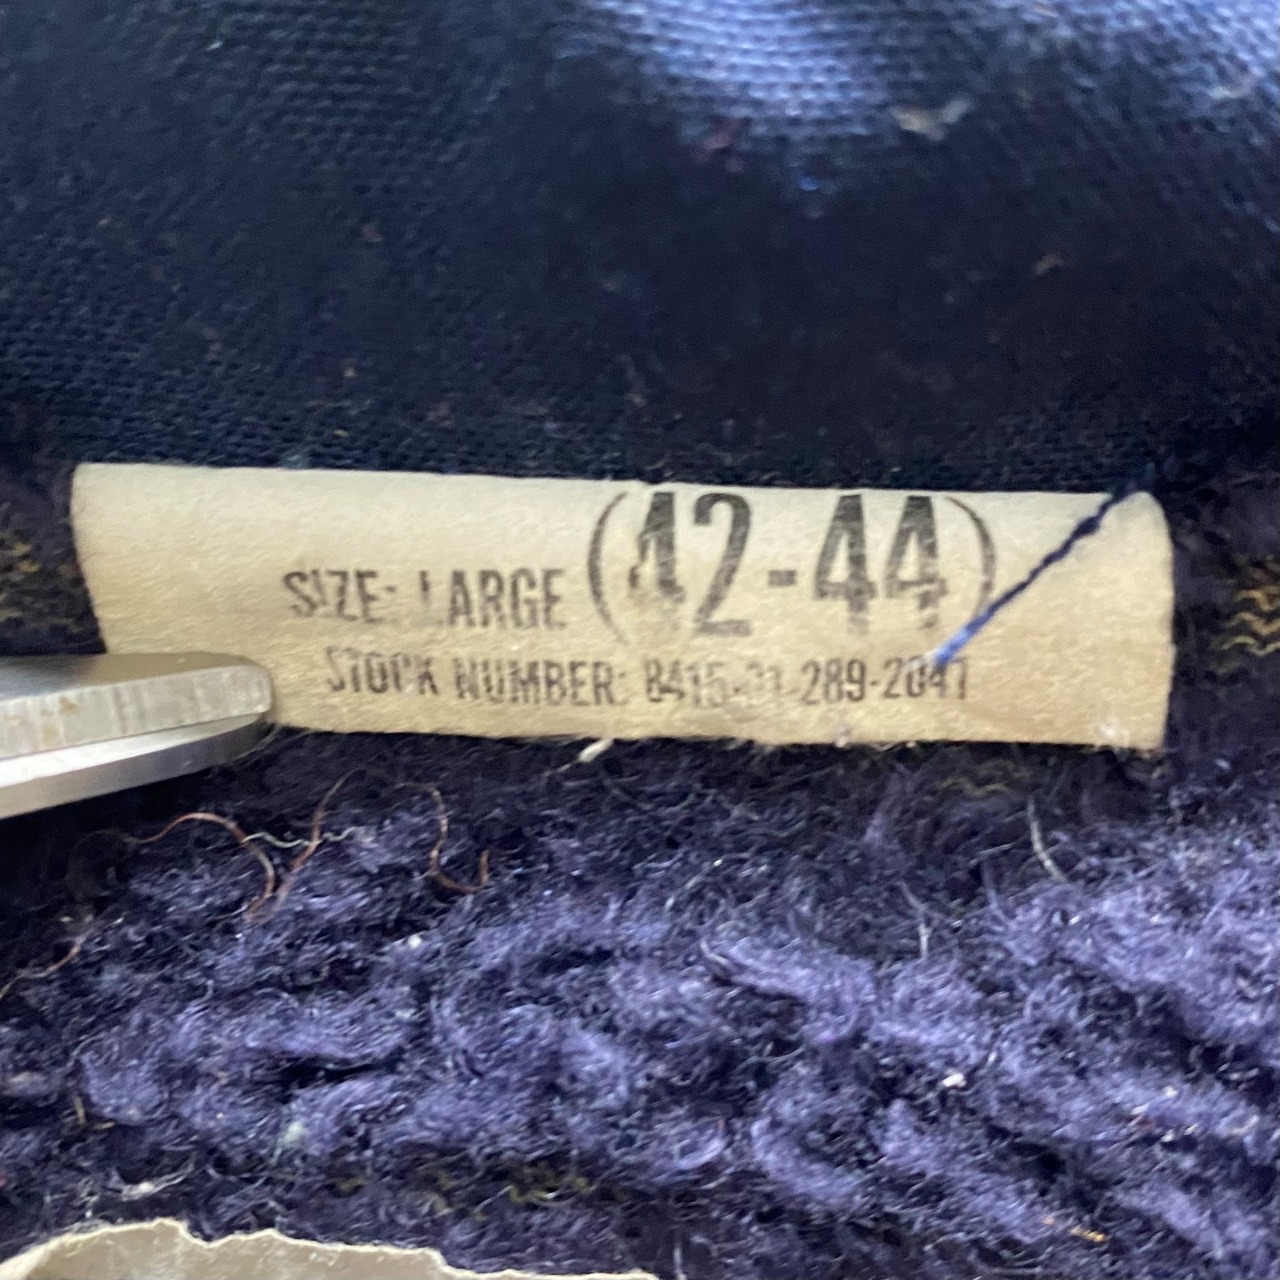 SIZE: LARGE (42-44)
STOCK NUMBER: 8415-01-289-2047